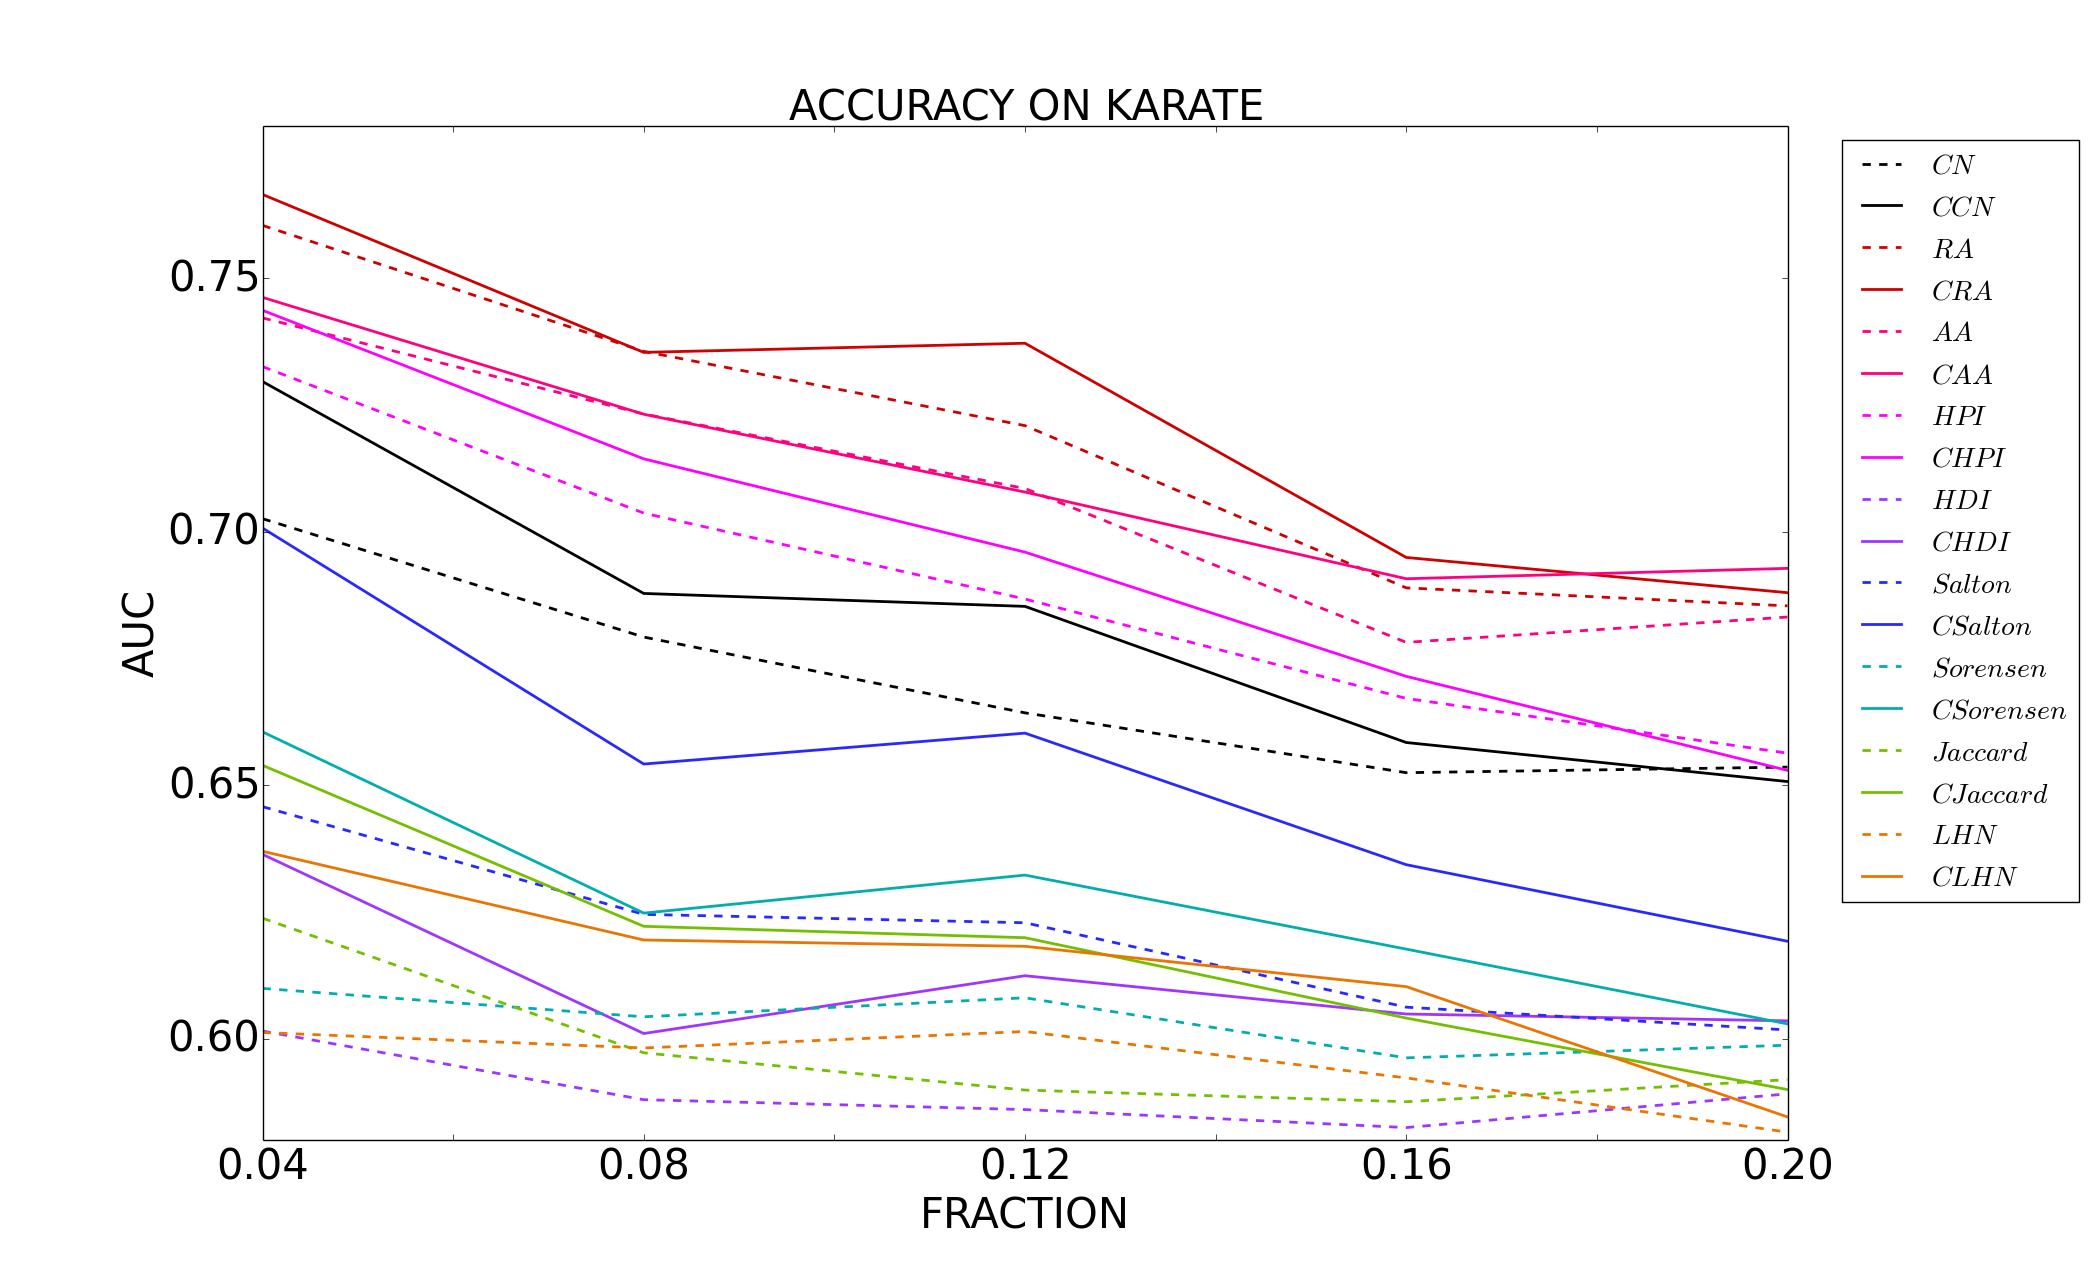 ACCURACY ON KARATE
0.75
0.70
0.65
0.60
AUC
0.04 0.08 0.12 0.16 0.20
FRACTION
CN
CCN
RA
CRA
AA
CAA
HPI
CHPI
HDI
CHDI
Salton
CSalton
Sorensen
CSorensen
Jaccard
CJaccard
LHN
CLHN